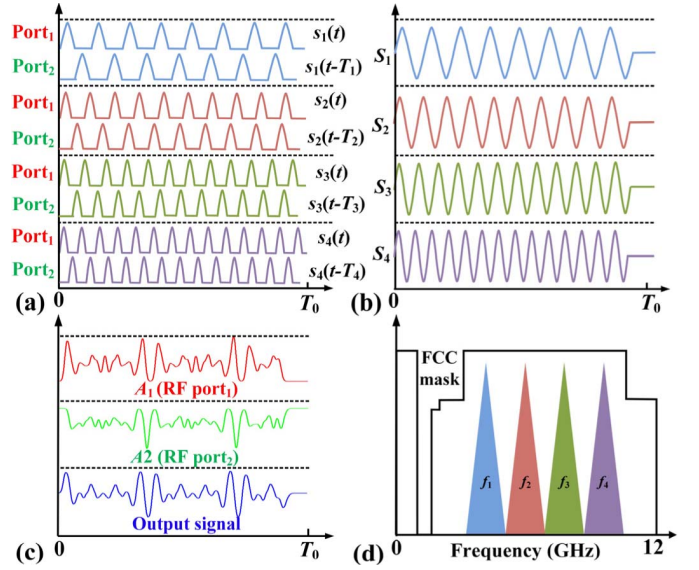 Port1 s1(t)
Port2 s1(t-T1)
Port1 s2(t)
Port2 s2(t-T2)
Port1 s3(t)
Port2 s3(t-T3)
Port1 s4(t)
Port2 s4(t-T4)
(a) 0 T0
S1
S2
S3
S4
(b) 0 T0
A1 (RF port1)
A2 (RF port2)
Output signal
(c) 0 T0
FCC
mask
f1 f2 f3 f4
(d) 0 Frequency (GHz) 12